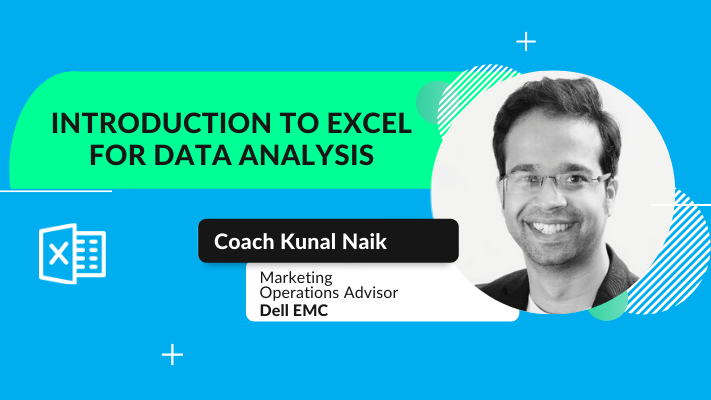 INTRODUCTION TO EXCEL
FOR DATA ANALYSIS
X
Coach Kunal Naik
Marketing
Operations Advisor
Dell EMC